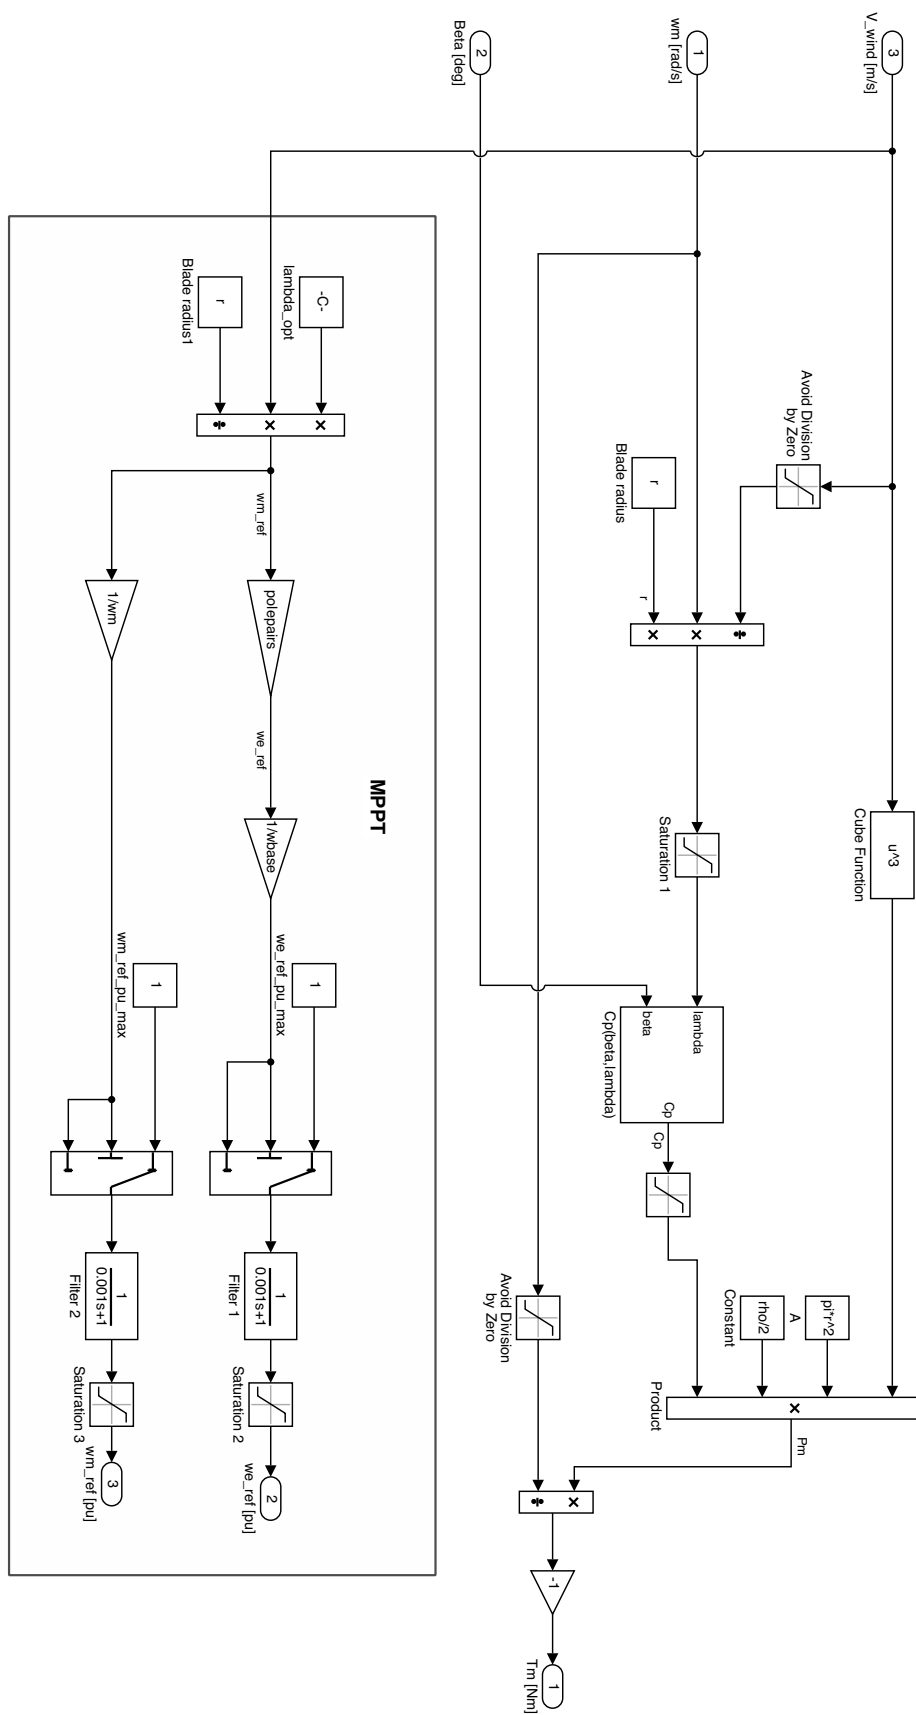 3
V_wind [m/s]
1
wm [rad/s]
2
Beta [deg]
Avoid Division
by Zero
r
Blade radius
r
×
×
÷
u^3
Cube Function
Saturation 1
lambda
beta
Cp
Cp(beta,lambda)
Cp
pi*r^2
A
rho/2
Constant
×
Product
Pm
Avoid Division
by Zero
×
÷
-1
1
Tm [Nm]
MPPT
-C-
lambda_opt
r
Blade radius1
×
×
÷
wm_ref
polepairs
we_ref
1/wbase
1
we_ref_pu_max
1
0.001s+1
Filter 1
Saturation 2
2
we_ref [pu]
1/wm
1
wm_ref_pu_max
1
0.001s+1
Filter 2
Saturation 3
3
wm_ref [pu]